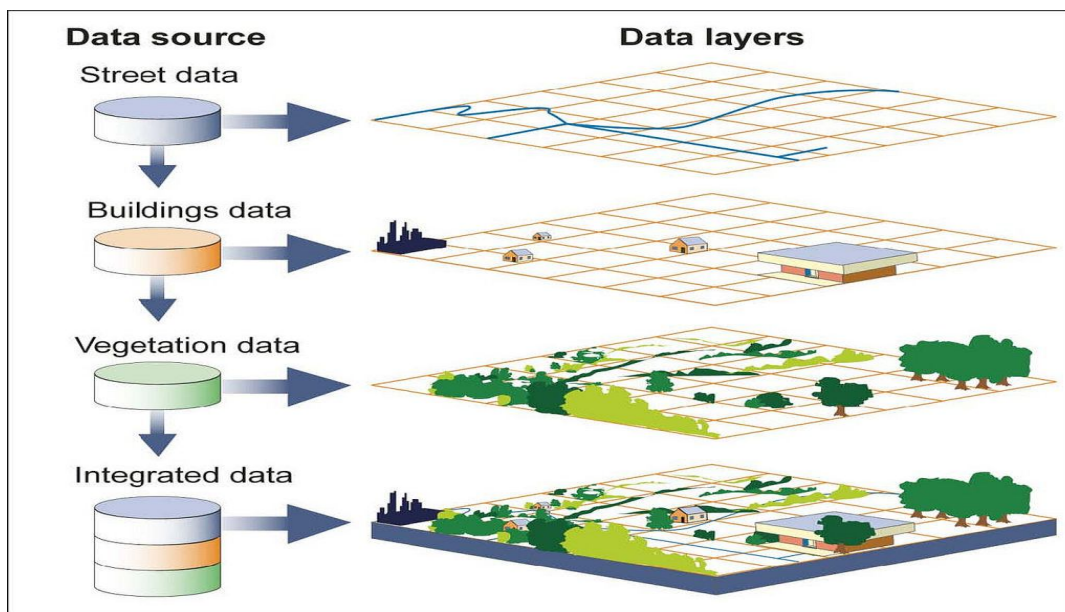 Data source
Data layers
Street data
Buildings data
Vegetation data
Integrated data